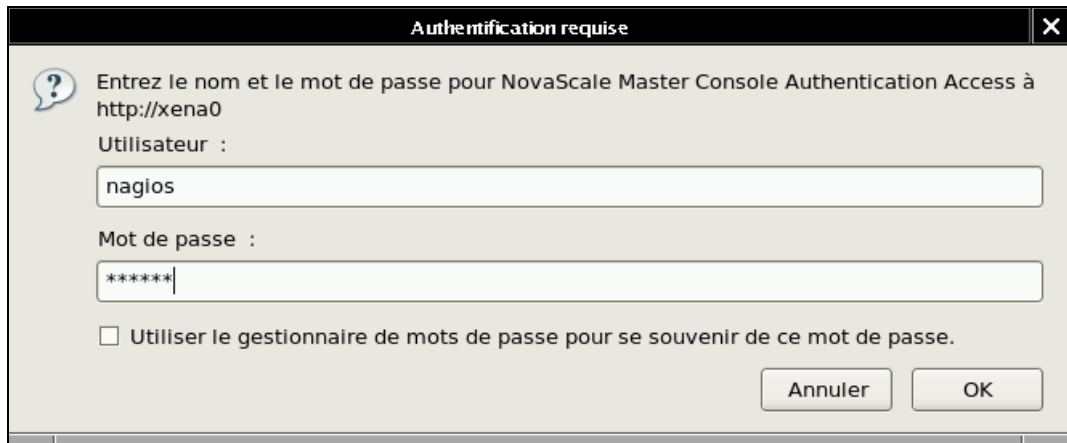 Authentification requise
Entrez le nom et le mot de passe pour NovaScale Master Console Authentication Access à
http://xena0
Utilisateur :
nagios
Mot de passe :
******
Utiliser le gestionnaire de mots de passe pour se souvenir de ce mot de passe.
Annuler OK